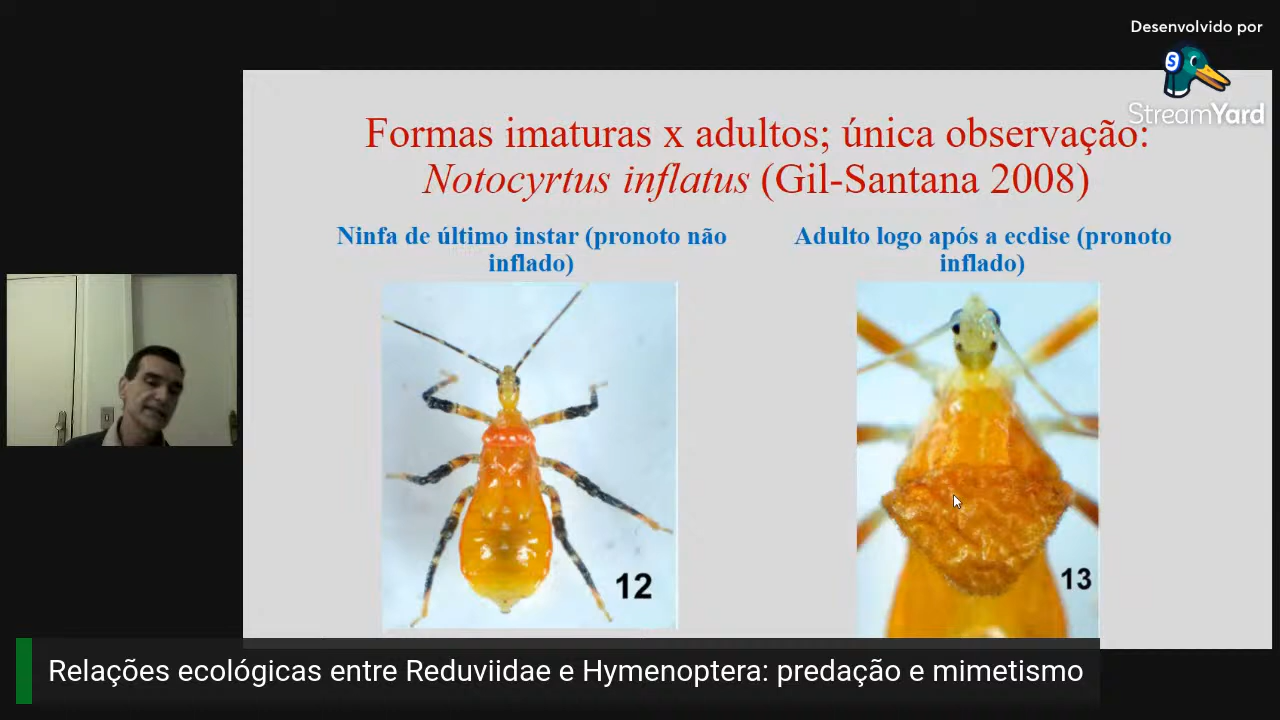 Desenvolvido por
StreamYard
Formas imaturas x adultos; única observação:
Notocyrtus inflatus (Gil-Santana 2008)
Ninfa de último instar (pronoto não
inflado)
Adulto logo após a ecdise (pronoto
inflado)
12
13
Relações ecológicas entre Reduviidae e Hymenoptera: predação e mimetismo